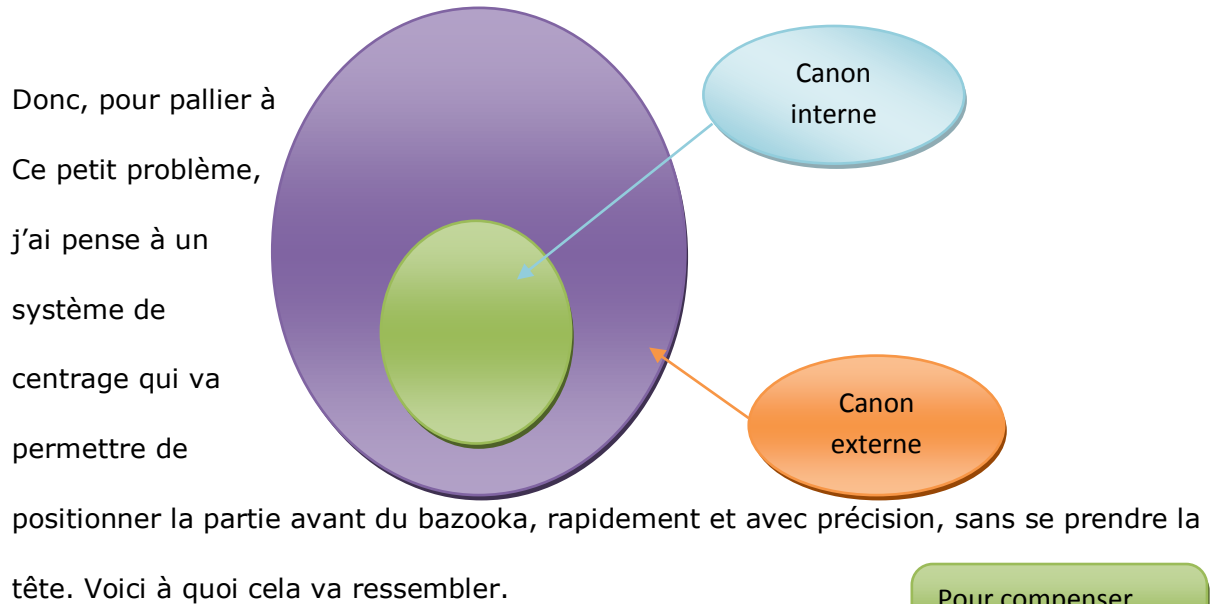 Canon
interne
Donc, pour pallier à
Ce petit problème,
j'ai pense à un
système de
centrage qui va
Canon
externe
permettre de
positionner la partie avant du bazooka, rapidement et avec précision, sans se prendre la
tête. Voici à quoi cela va ressembler.
Pour compenser